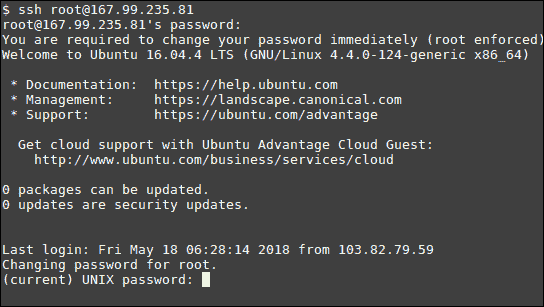 $ ssh root@167.99.235.81
root@167.99.235.81's password:
You are required to change your password immediately (root enforced)
Welcome to Ubuntu 16.04.4 LTS (GNU/Linux 4.4.0-124-generic x86_64)
* Documentation:  https://help.ubuntu.com
* Management:     https://landscape.canonical.com
* Support:        https://ubuntu.com/advantage
Get cloud support with Ubuntu Advantage Cloud Guest:
http://www.ubuntu.com/business/services/cloud
0 packages can be updated.
0 updates are security updates.
Last login: Fri May 18 06:28:14 2018 from 103.82.79.59
Changing password for root.
(current) UNIX password: